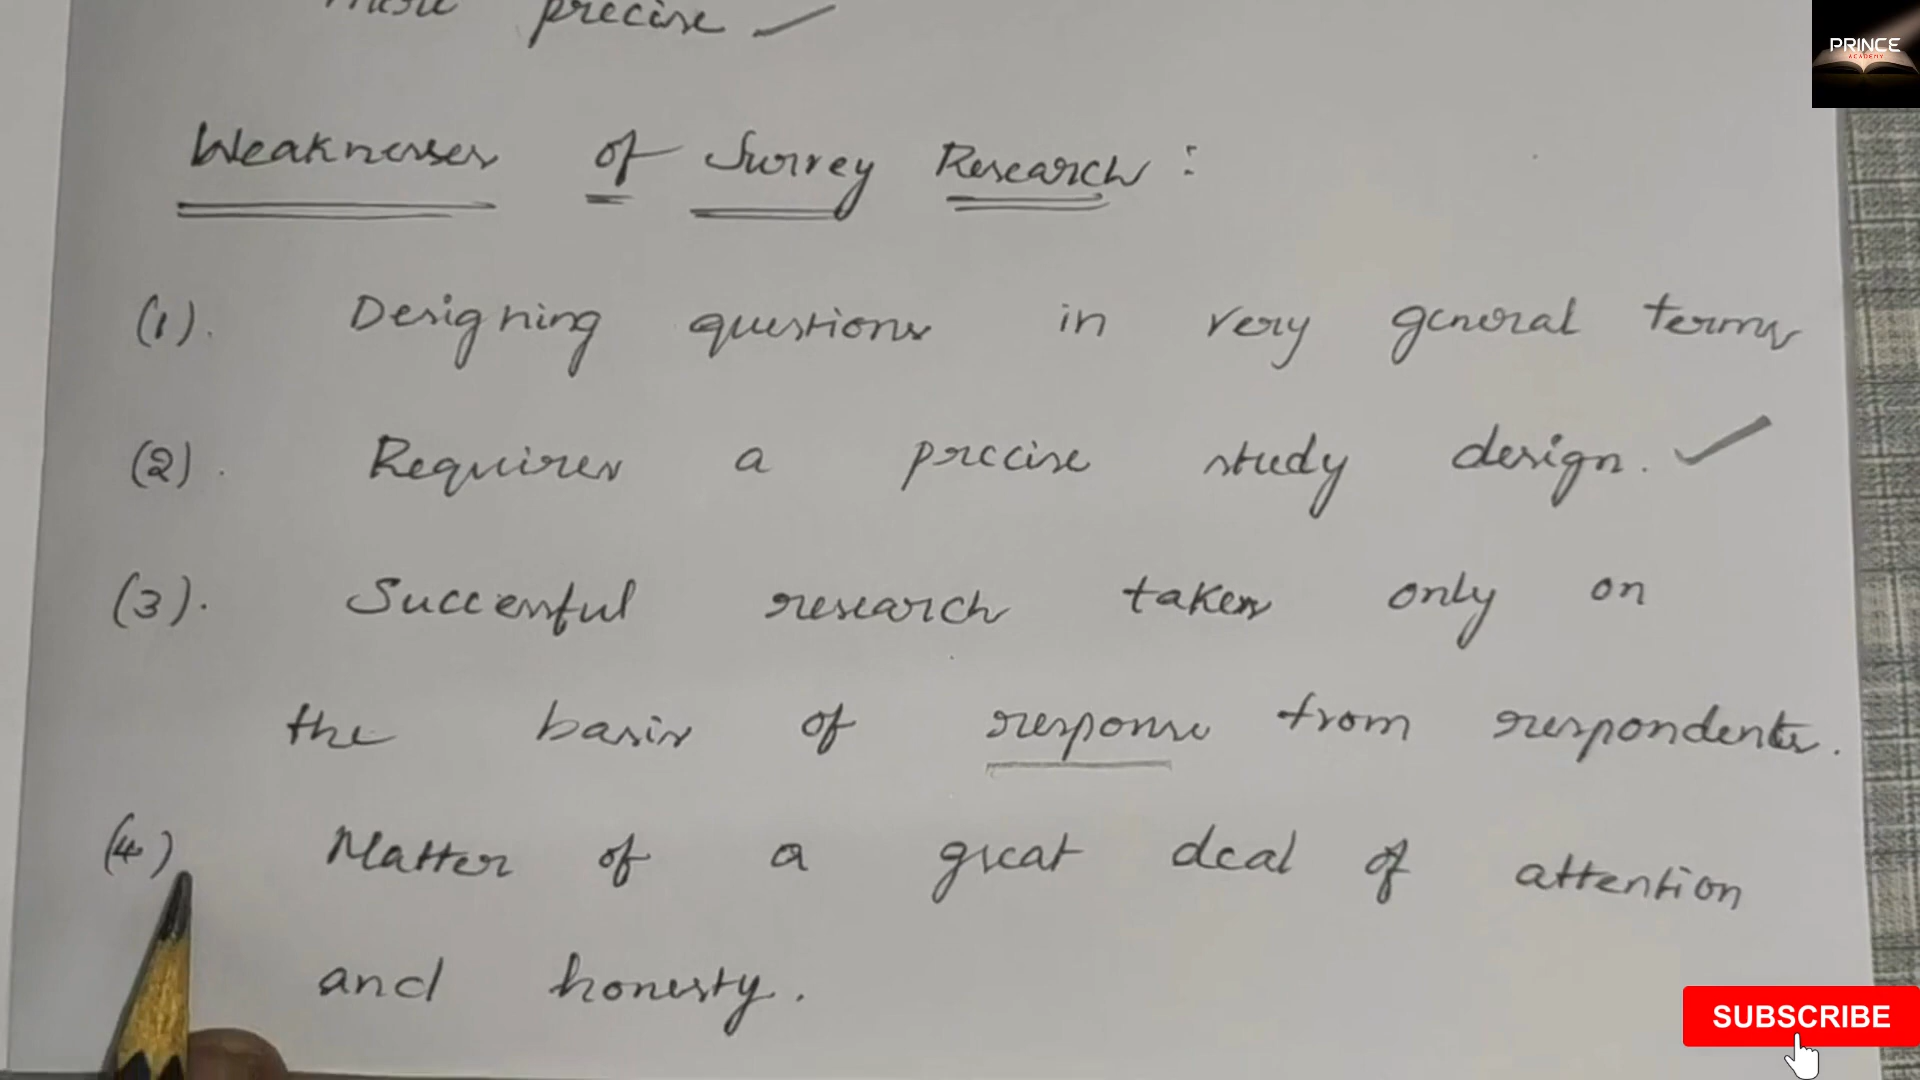 precise
PRINCE
ACADEMY
Weaknesses of Survey Research :
(1). Designing questions in very general terms
(2). Requires a precise study design.
(3). Successful research takes only on
the basis of response from respondents.
(4) Matter of a great deal of attention
and honesty.
SUBSCRIBE